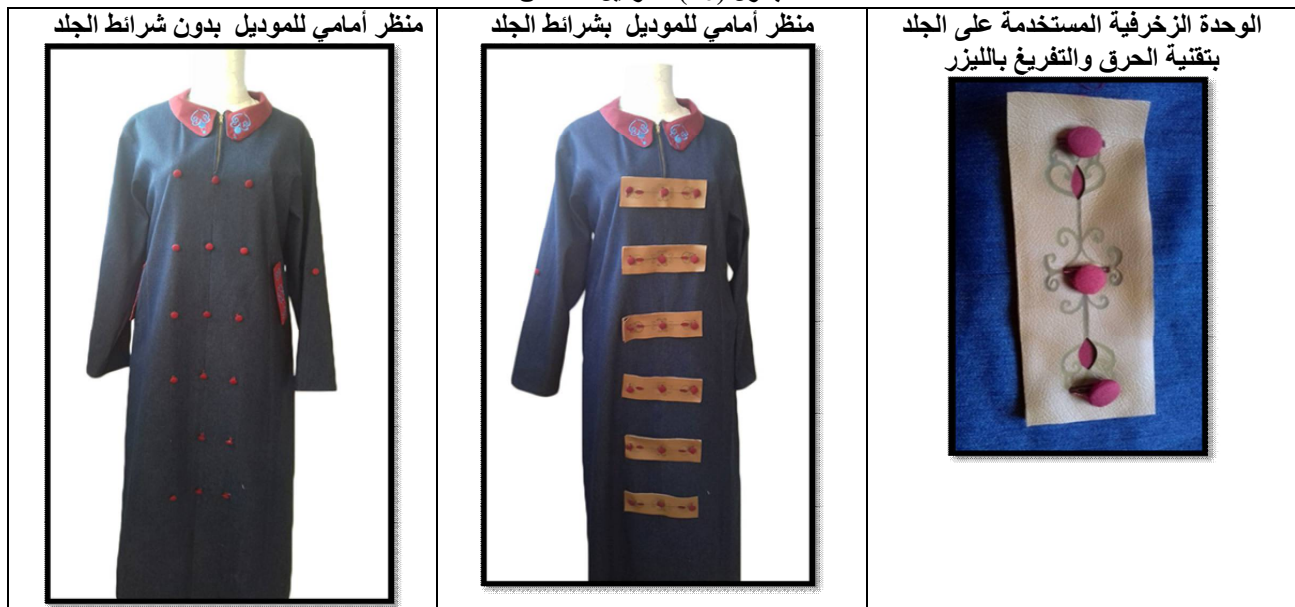 الوحدة الزخرفية المستخدمة على الجلد
بتقنية الحرق والتفريغ بالليزر
منظر أمامي للموديل بشرائط الجلد
منظر أمامي للموديل بدون شرائط الجلد